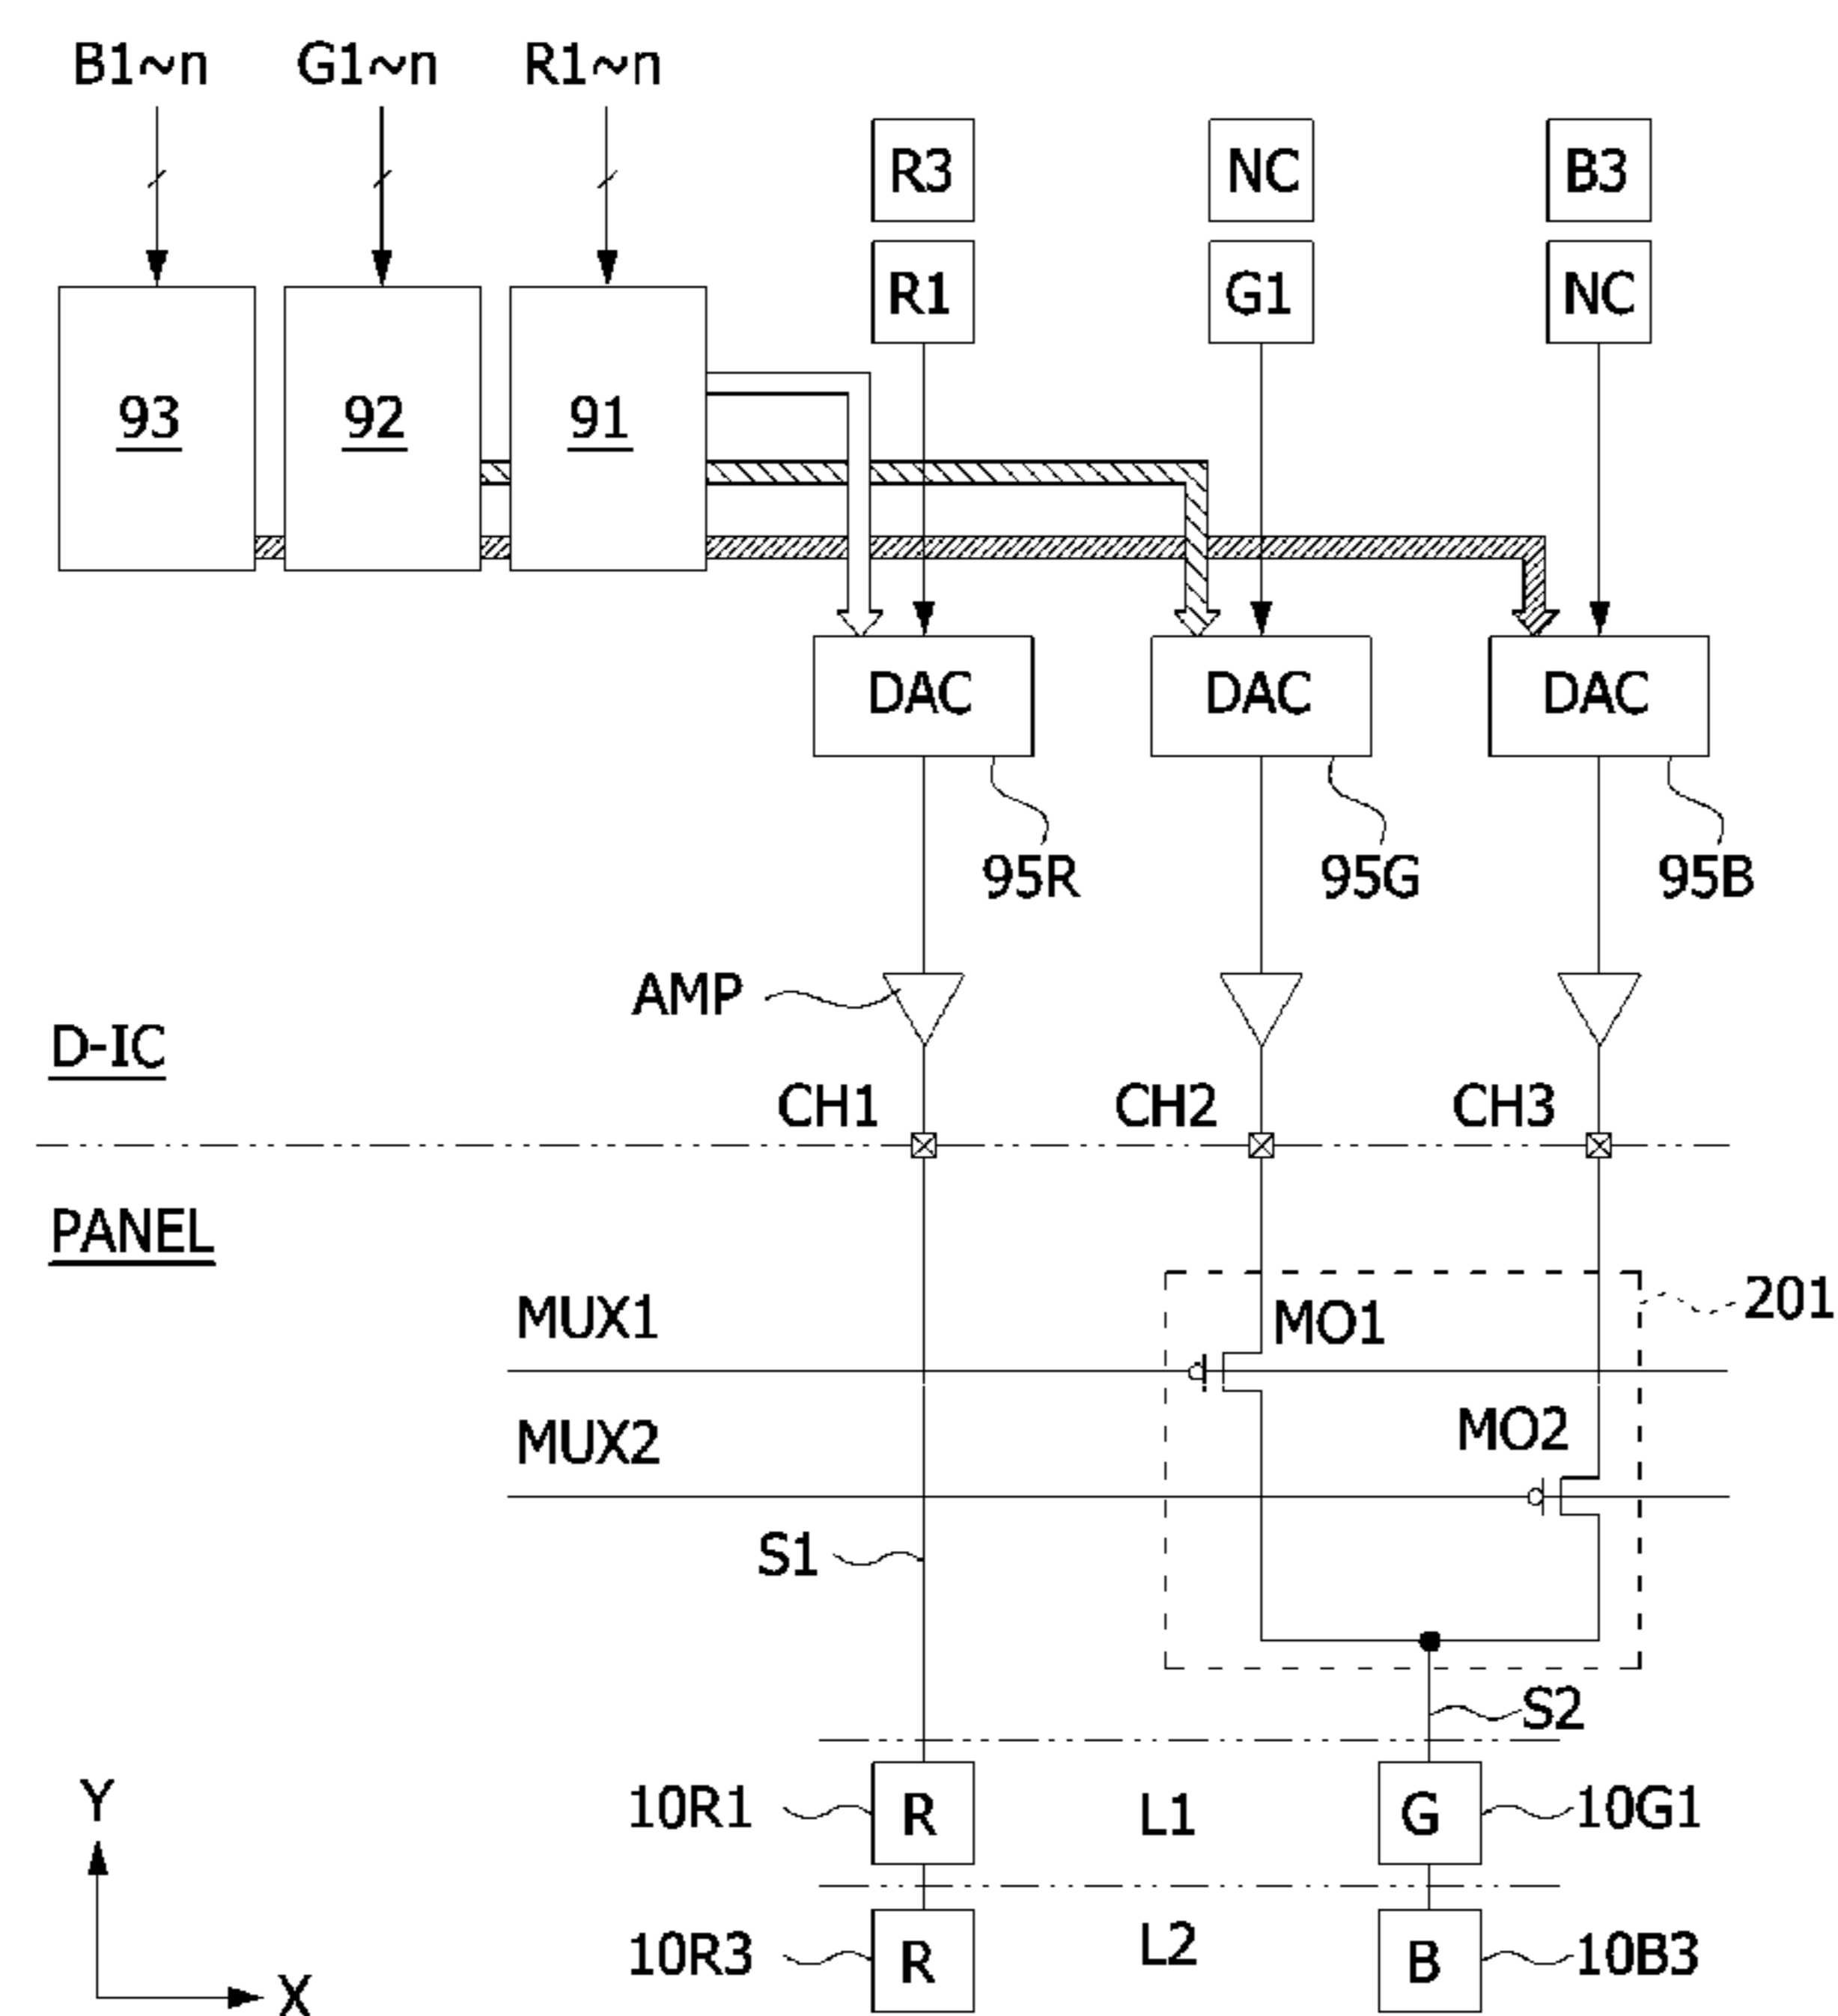 B1~n G1~n R1~n
R3 NC B3
R1 G1 NC
93 92 91
DAC DAC DAC
95R 95G 95B
AMP
D-IC
CH1 CH2 CH3
PANEL
201
MUX1 MO1
MUX2 MO2
S1
S2
10R1 R L1 G 10G1
Y
10R3 R L2 B 10B3
X